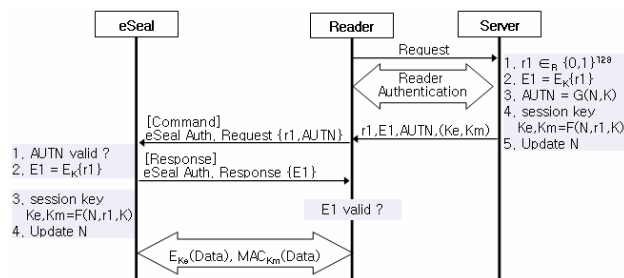 eSeal
Reader
Server
Request
Reader
Authentication
1. r1 ∈R {0,1}¹²⁸
2. E1 = EK{r1}
3. AUTN = G(N,K)
4. session key
Ke,Km=F(N,r1,K)
5. Update N
r1,E1,AUTN,(Ke,Km)
[Command]
eSeal Auth. Request {r1,AUTN}
1. AUTN valid ?
2. E1 = EK{r1}
[Response]
eSeal Auth. Response {E1}
3. session key
Ke,Km=F(N,r1,K)
4. Update N
E1 valid ?
EKe(Data), MACKm(Data)